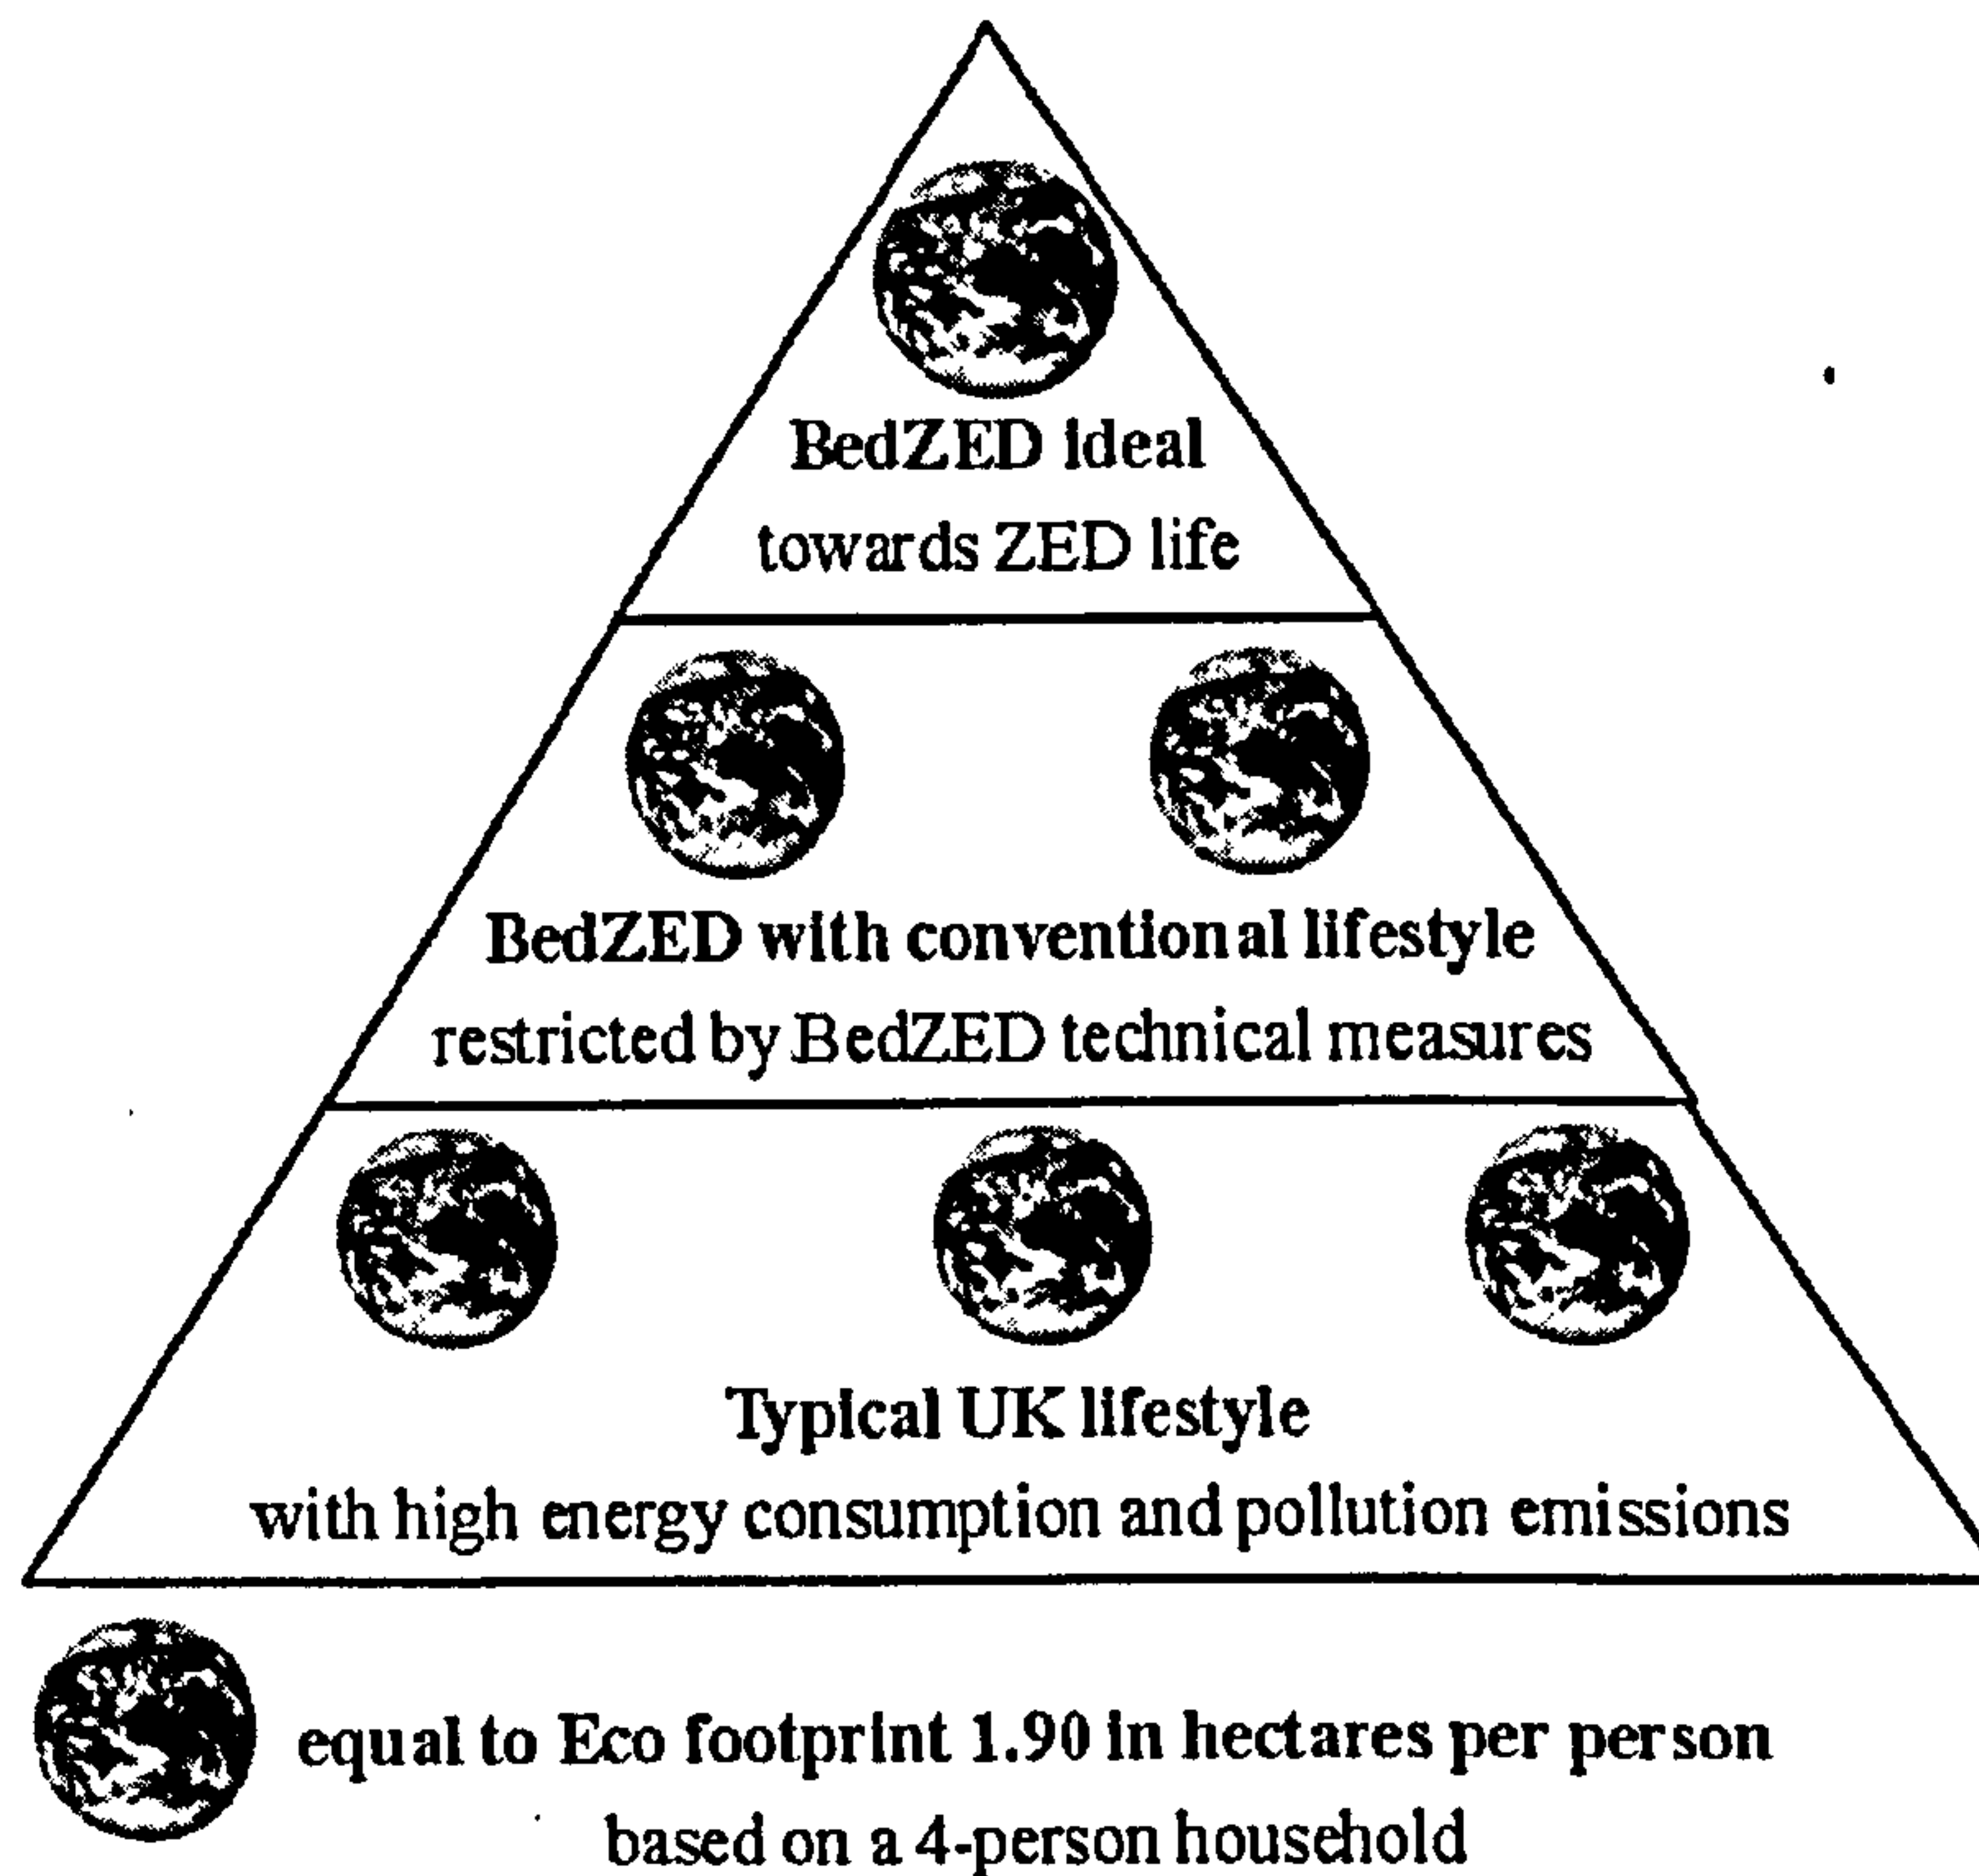 BedZED ideal
towards ZED life
BedZED with conventional lifestyle
restricted by BedZED technical measures
Typical UK lifestyle
with high energy consumption and pollution emissions
equal to Eco footprint 1.90 in hectares per person
based on a 4-person household